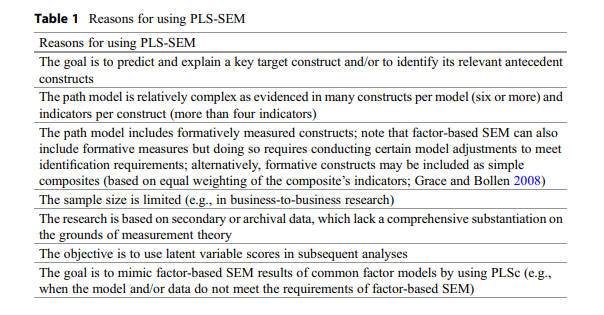 Table 1 Reasons for using PLS-SEM
Reasons for using PLS-SEM
The goal is to predict and explain a key target construct and/or to identify its relevant antecedent
constructs
The path model is relatively complex as evidenced in many constructs per model (six or more) and
indicators per construct (more than four indicators)
The path model includes formatively measured constructs; note that factor-based SEM can also
include formative measures but doing so requires conducting certain model adjustments to meet
identification requirements; alternatively, formative constructs may be included as simple
composites (based on equal weighting of the composite's indicators; Grace and Bollen 2008)
The sample size is limited (e.g., in business-to-business research)
The research is based on secondary or archival data, which lack a comprehensive substantiation on
the grounds of measurement theory
The objective is to use latent variable scores in subsequent analyses
The goal is to mimic factor-based SEM results of common factor models by using PLSc (e.g.,
when the model and/or data do not meet the requirements of factor-based SEM)